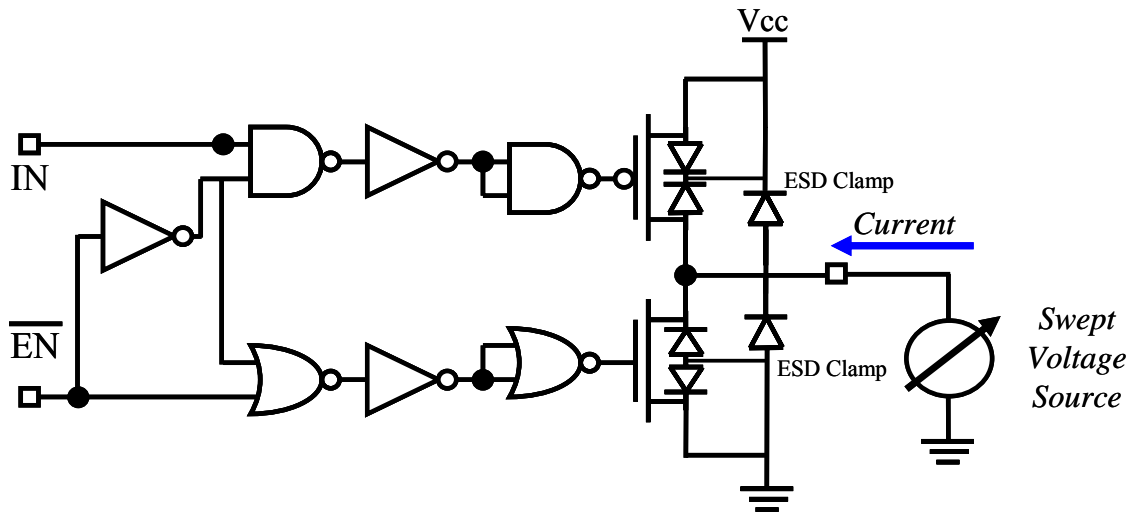 Vcc
IN
ESD Clamp
Current
EN
ESD Clamp
Swept
Voltage
Source